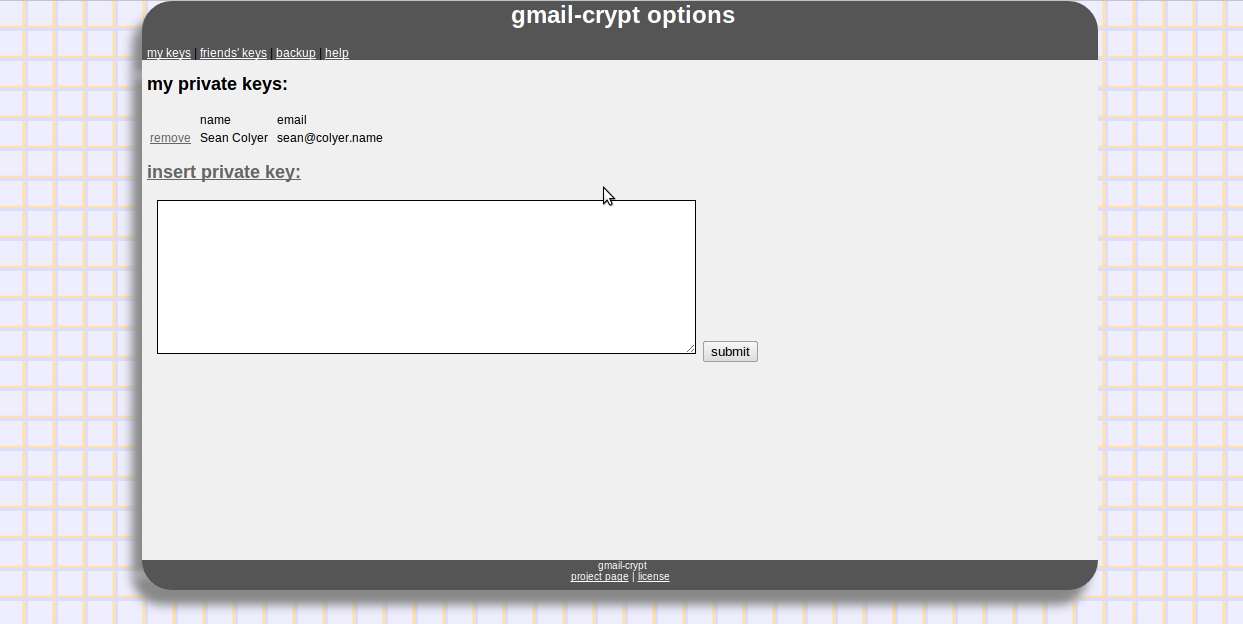 gmail-crypt options
my keys | friends' keys | backup | help
my private keys:
name email
remove Sean Colyer sean@colyer.name
insert private key:
submit
gmail-crypt
project page | license